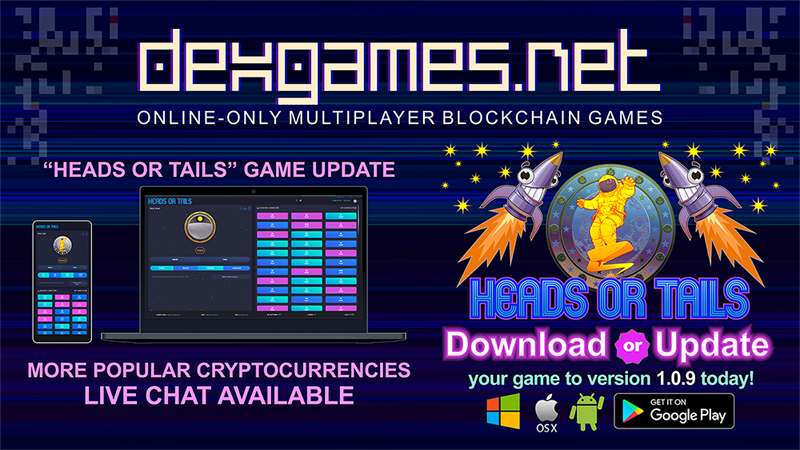 dexgames.net
ONLINE-ONLY MULTIPLAYER BLOCKCHAIN GAMES
“HEADS OR TAILS” GAME UPDATE
HEADS OR TAILS
HEADS OR TAILS
MORE POPULAR CRYPTOCURRENCIES
LIVE CHAT AVAILABLE
HEADS OR TAILS
Download or Update
your game to version 1.0.9 today!
OS X
GET IT ON
Google Play